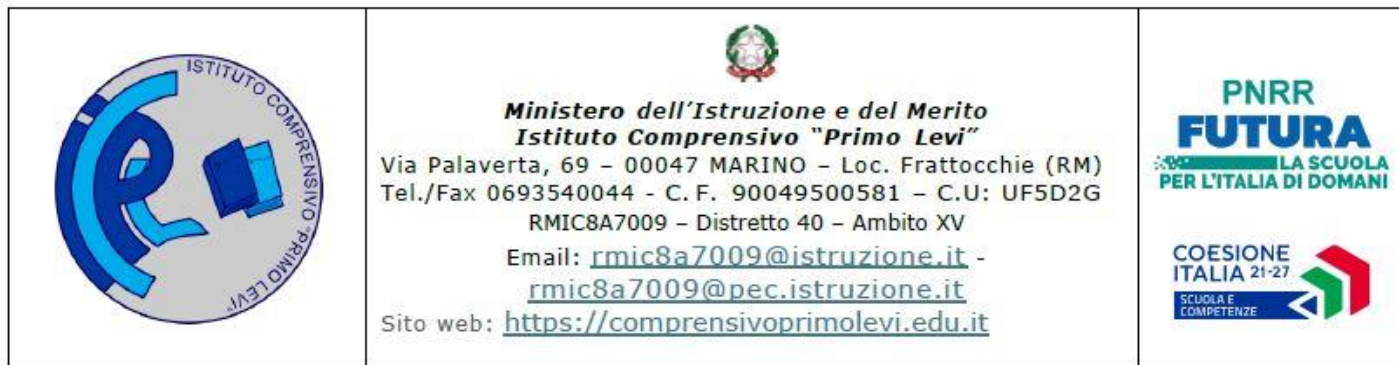 ISTITUTO COMPRENSIVO "PRIMO LEVI"
Ministero dell'Istruzione e del Merito
Istituto Comprensivo "Primo Levi"
Via Palaverta, 69 – 00047 MARINO – Loc. Frattocchie (RM)
Tel./Fax 0693540044 - C. F. 90049500581 – C.U: UF5D2G
RMIC8A7009 – Distretto 40 – Ambito XV
Email: rmic8a7009@istruzione.it -
rmic8a7009@pec.istruzione.it
Sito web: https://comprensivoprimolevi.edu.it
PNRR
FUTURA
LA SCUOLA
PER L'ITALIA DI DOMANI
COESIONE
ITALIA 21-27
SCUOLA E
COMPETENZE